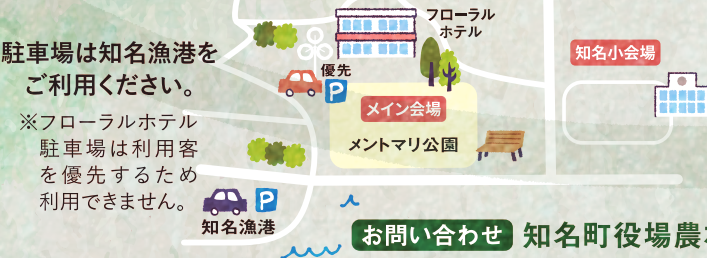 駐車場は知名漁港を
ご利用ください。
※フローラルホテル
駐車場は利用客
を優先するため
利用できません。
フローラル
ホテル
優先
P
メイン会場
メントマリ公園
知名小会場
P
知名漁港
お問い合わせ 知名町役場農